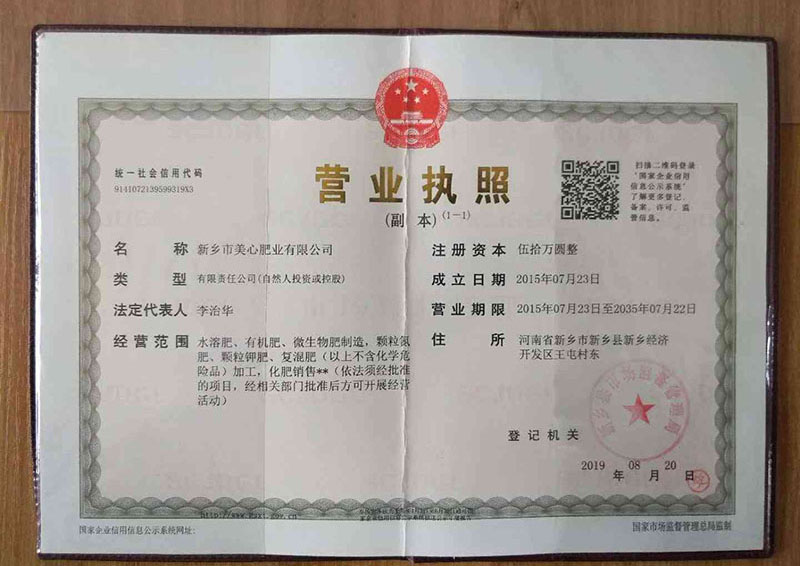 统一社会信用代码
9141072139599319X3
营业执照
(副本)(1-1)
扫描二维码登录
“国家企业信用
信息公示系统”
了解更多登记、
备案、许可、监
管信息。
名称 新乡市美心肥业有限公司
类型 有限责任公司(自然人投资或控股)
法定代表人 李治华
经营范围 水溶肥、有机肥、微生物肥制造，颗粒氮
肥、颗粒钾肥、复混肥（以上不含化学危
险品）加工，化肥销售**（依法须经批准
的项目，经相关部门批准后方可开展经营
活动）
注册资本 伍拾万圆整
成立日期 2015年07月23日
营业期限 2015年07月23日至2035年07月22日
住所 河南省新乡市新乡县新乡经济
开发区王屯村东
登记机关
2019年08月20日
国家企业信用信息公示系统网址:
国家市场监督管理总局监制